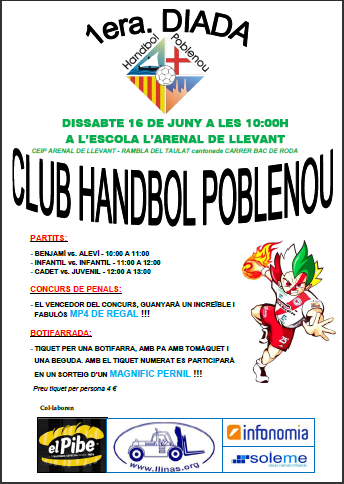 1era. DIADA
Handbol Poblenou
DISSABTE 16 DE JUNY A LES 10:00H
A L'ESCOLA L'ARENAL DE LLEVANT
CEIP ARENAL DE LLEVANT - RAMBLA DEL TAULAT cantonada CARRER BAC DE RODA
CLUB HANDBOL POBLENOU
PARTITS:
- BENJAMÍ vs. ALEVÍ - 10:00 A 11:00
- INFANTIL vs. INFANTIL - 11:00 A 12:00
- CADET vs. JUVENIL - 12:00 A 13:00
CONCURS DE PENALS:
- EL VENCEDOR DEL CONCURS, GUANYARÀ UN INCREÏBLE I
FABULÓS MP4 DE REGAL !!!
BOTIFARRADA:
- TIQUET PER UNA BOTIFARRA, AMB PA AMB TOMÀQUET I
UNA BEGUDA. AMB EL TIQUET NUMERAT ES PARTICIPARÀ
EN UN SORTEIG D'UN MAGNIFIC PERNIL !!!
Preu tiquet per persona 4 €
Col·laboren
el Pibe
www.llinas.org
infonomia
soleme